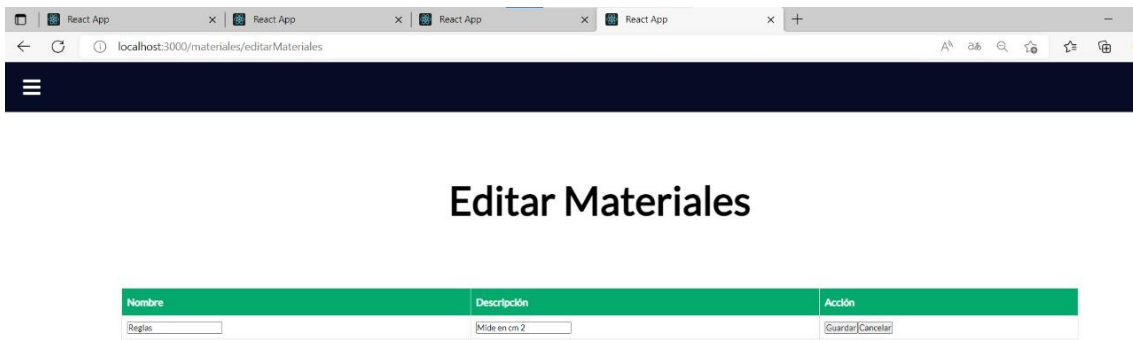 React App
React App
React App
React App
localhost:3000/materiales/editarMateriales
Editar Materiales
Nombre Descripción Acción
Reglas Mide en cm 2 Guardar Cancelar